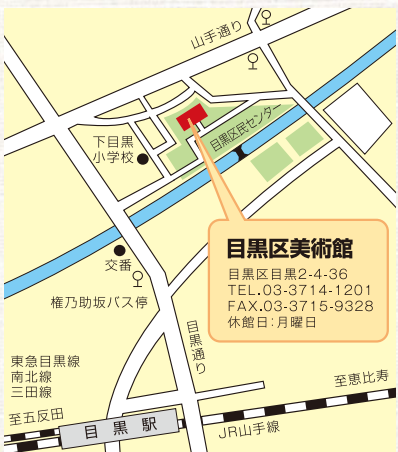 山手通り
下目黒
小学校
目黒区民センター
目黒区美術館
目黒区目黒2-4-36
TEL.03-3714-1201
FAX.03-3715-9328
休館日:月曜日
交番
権乃助坂バス停
目黒通り
東急目黒線
南北線
三田線
至五反田
目黒駅
JR山手線
至恵比寿